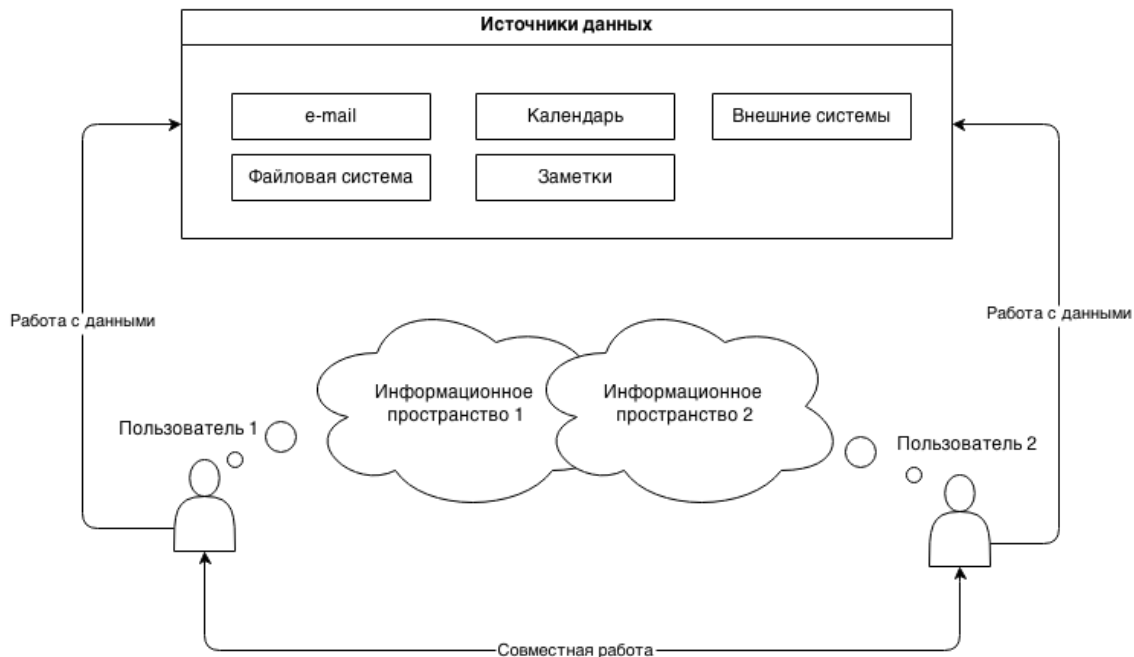 Источники данных
e-mail
Календарь
Внешние системы
Файловая система
Заметки
Работа с данными
Работа с данными
Информационное
пространство 1
Информационное
пространство 2
Пользователь 1
Пользователь 2
Совместная работа